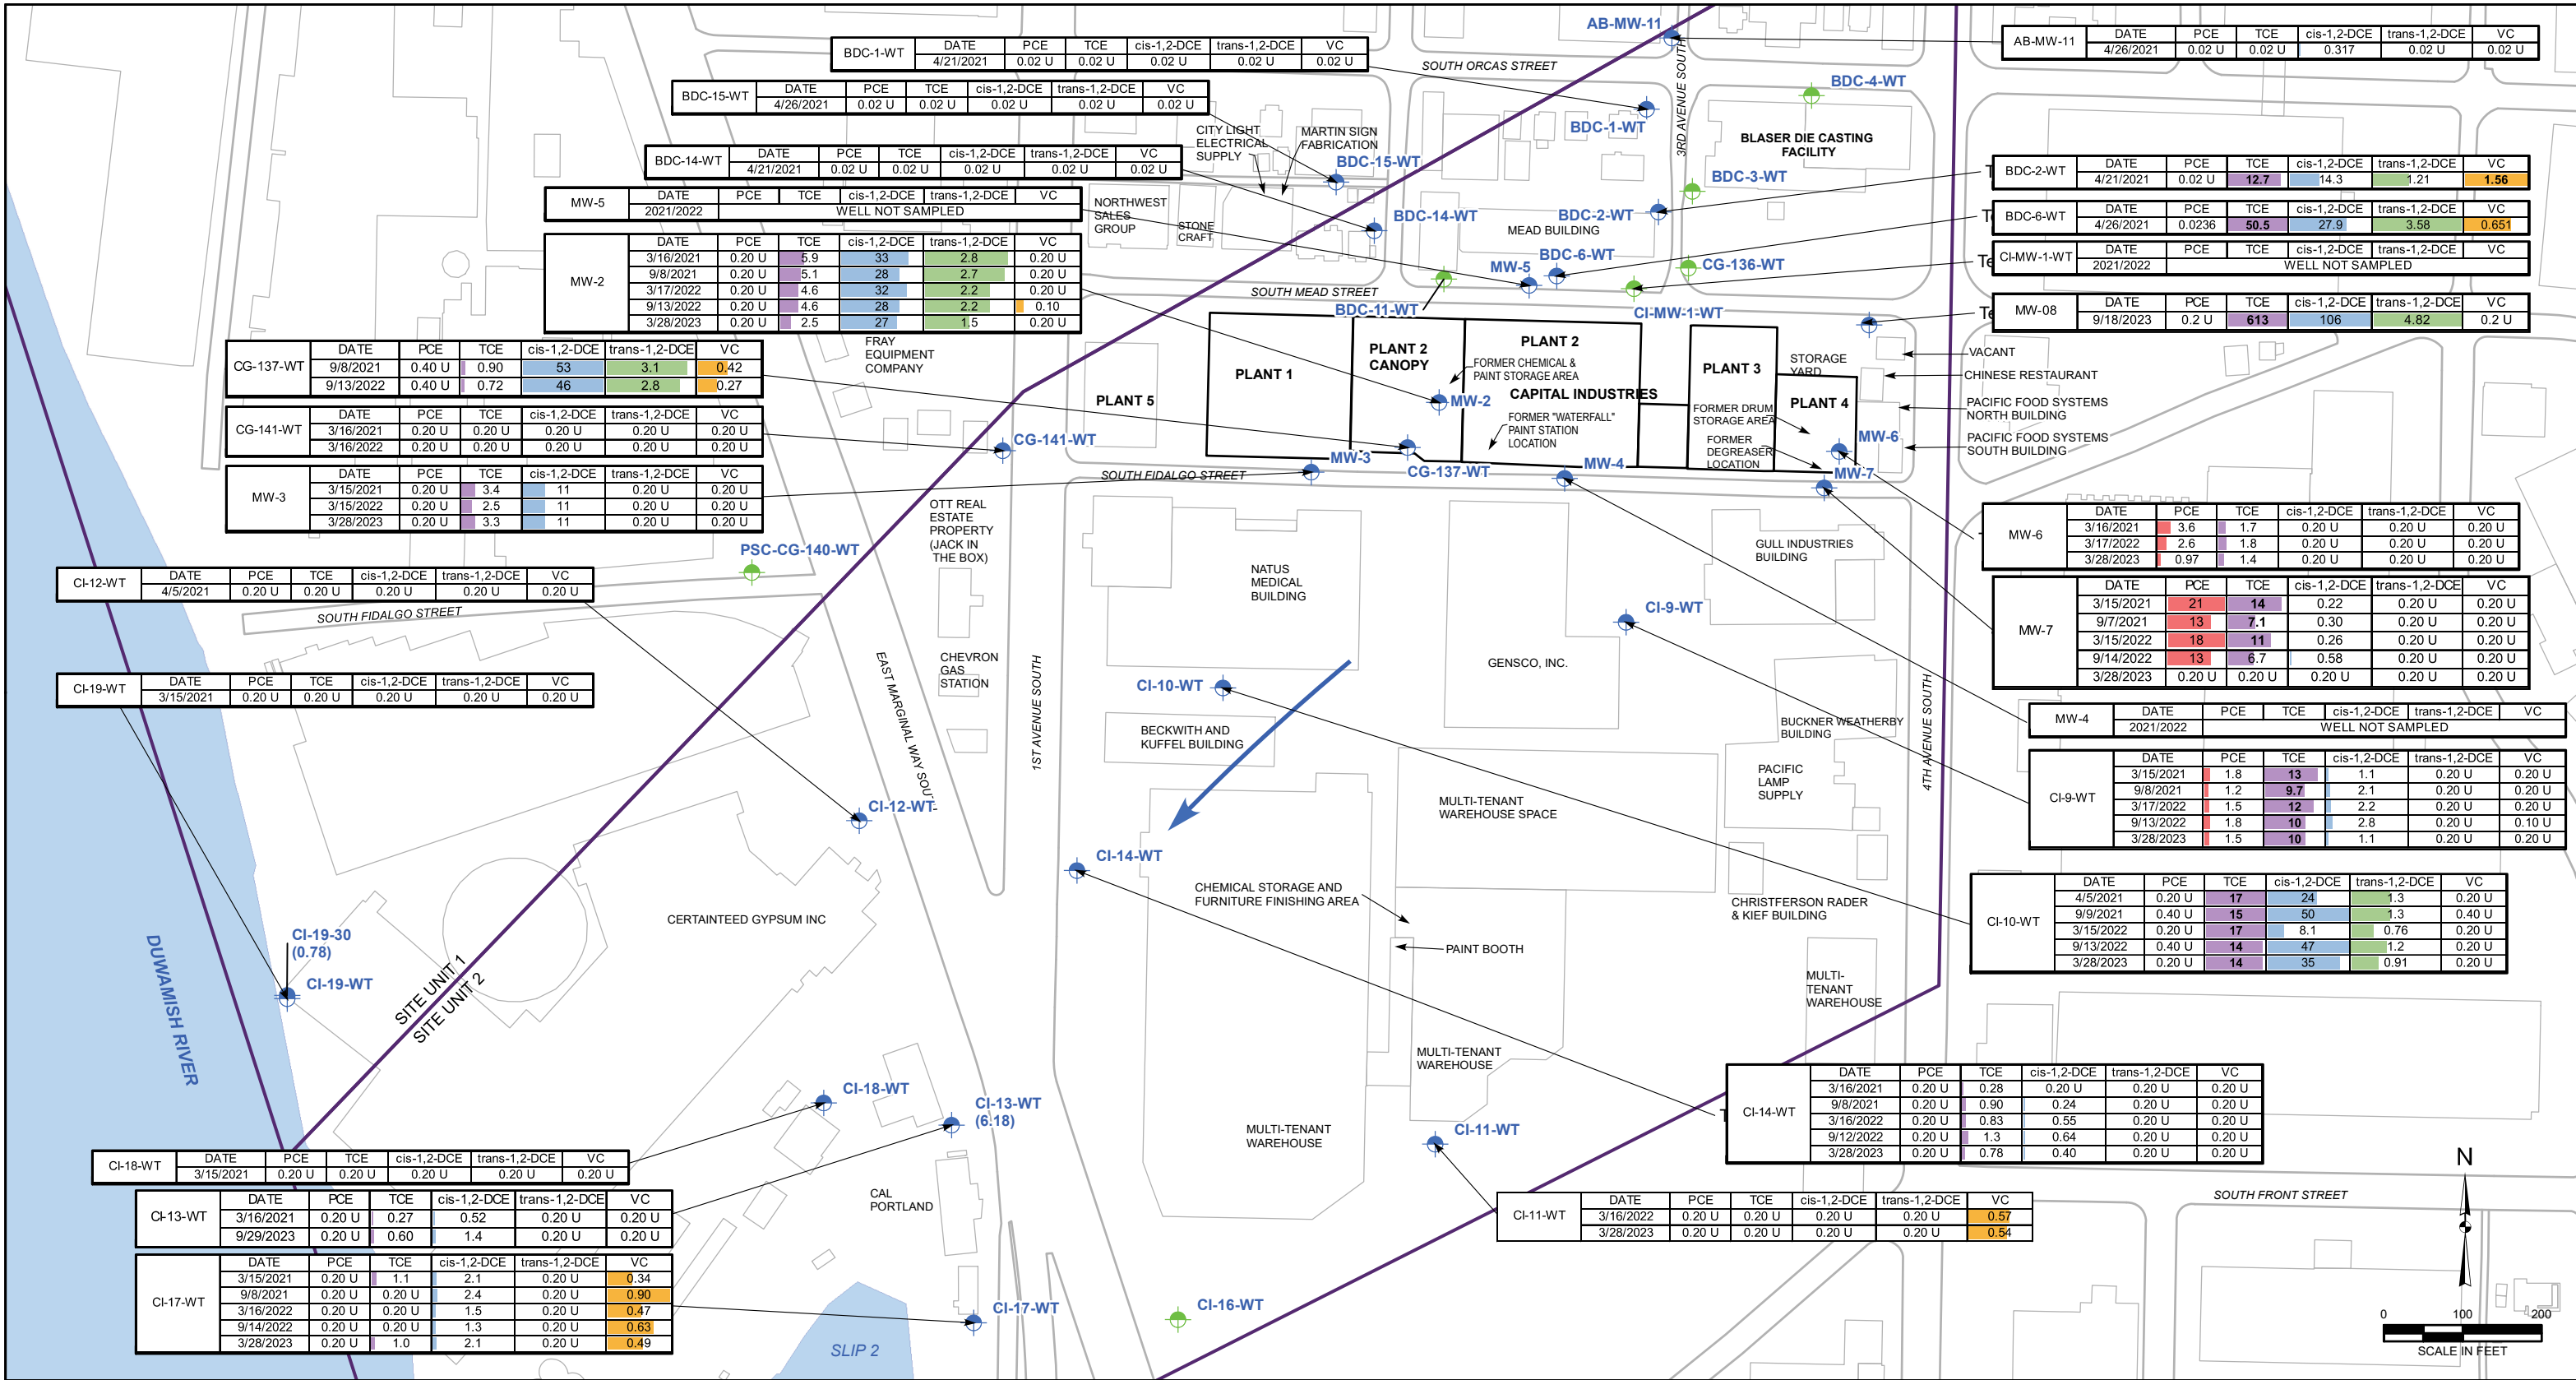 AB-MW-11
AB-MW-11 DATE PCE TCE cis-1,2-DCE trans-1,2-DCE VC
4/26/2021 0.02 U 0.02 U 0.317 0.02 U 0.02 U
BDC-1-WT DATE PCE TCE cis-1,2-DCE trans-1,2-DCE VC
4/21/2021 0.02 U 0.02 U 0.02 U 0.02 U 0.02 U
SOUTH ORCAS STREET
3RD AVENUE SOUTH
BDC-15-WT DATE PCE TCE cis-1,2-DCE trans-1,2-DCE VC
4/26/2021 0.02 U 0.02 U 0.02 U 0.02 U 0.02 U
BDC-4-WT
BDC-1-WT
BLASER DIE CASTING
FACILITY
CITY LIGHT
ELECTRICAL
SUPPLY
MARTIN SIGN
FABRICATION
BDC-14-WT DATE PCE TCE cis-1,2-DCE trans-1,2-DCE VC
4/21/2021 0.02 U 0.02 U 0.02 U 0.02 U 0.02 U
BDC-15-WT
BDC-3-WT
BDC-2-WT DATE PCE TCE cis-1,2-DCE trans-1,2-DCE VC
4/21/2021 0.02 U 12.7 14.3 1.21 1.56
MW-5 DATE PCE TCE cis-1,2-DCE trans-1,2-DCE VC
2021/2022 WELL NOT SAMPLED
NORTHWEST
SALES
GROUP
STONE
CRAFT
BDC-14-WT
BDC-2-WT
MEAD BUILDING
BDC-6-WT DATE PCE TCE cis-1,2-DCE trans-1,2-DCE VC
4/26/2021 0.0236 50.5 27.9 3.58 0.651
MW-2 DATE PCE TCE cis-1,2-DCE trans-1,2-DCE VC
3/16/2021 0.20 U 5.9 33 2.8 0.20 U
9/8/2021 0.20 U 5.1 28 2.7 0.20 U
3/17/2022 0.20 U 4.6 32 2.2 0.20 U
9/13/2022 0.20 U 4.6 28 2.2 0.10
3/28/2023 0.20 U 2.5 27 1.5 0.20 U
BDC-6-WT
MW-5
CG-136-WT
CI-MW-1-WT DATE PCE TCE cis-1,2-DCE trans-1,2-DCE VC
2021/2022 WELL NOT SAMPLED
SOUTH MEAD STREET
BDC-11-WT
CI-MW-1-WT
MW-08 DATE PCE TCE cis-1,2-DCE trans-1,2-DCE VC
9/18/2023 0.2 U 613 106 4.82 0.2 U
FRAY
EQUIPMENT
COMPANY
PLANT 5
PLANT 1
PLANT 2
CANOPY
PLANT 2
FORMER CHEMICAL &
PAINT STORAGE AREA
CAPITAL INDUSTRIES
FORMER "WATERFALL"
PAINT STATION
LOCATION
PLANT 3
STORAGE
YARD
PLANT 4
FORMER DRUM
STORAGE AREA
FORMER
DEGREASER
LOCATION
VACANT
CHINESE RESTAURANT
PACIFIC FOOD SYSTEMS
NORTH BUILDING
PACIFIC FOOD SYSTEMS
SOUTH BUILDING
MW-2
MW-6
MW-7
MW-3
CG-137-WT
MW-4
CG-137-WT DATE PCE TCE cis-1,2-DCE trans-1,2-DCE VC
9/8/2021 0.40 U 0.90 53 3.1 0.42
9/13/2022 0.40 U 0.72 46 2.8 0.27
CG-141-WT DATE PCE TCE cis-1,2-DCE trans-1,2-DCE VC
3/16/2021 0.20 U 0.20 U 0.20 U 0.20 U 0.20 U
3/16/2022 0.20 U 0.20 U 0.20 U 0.20 U 0.20 U
CG-141-WT
SOUTH FIDALGO STREET
MW-3 DATE PCE TCE cis-1,2-DCE trans-1,2-DCE VC
3/15/2021 0.20 U 3.4 11 0.20 U 0.20 U
3/15/2022 0.20 U 2.5 11 0.20 U 0.20 U
3/28/2023 0.20 U 3.3 11 0.20 U 0.20 U
OTT REAL
ESTATE
PROPERTY
(JACK IN
THE BOX)
MW-6 DATE PCE TCE cis-1,2-DCE trans-1,2-DCE VC
3/16/2021 3.6 1.7 0.20 U 0.20 U 0.20 U
3/17/2022 2.6 1.8 0.20 U 0.20 U 0.20 U
3/28/2023 0.97 1.4 0.20 U 0.20 U 0.20 U
PSC-CG-140-WT
NATUS
MEDICAL
BUILDING
GULL INDUSTRIES
BUILDING
CI-12-WT DATE PCE TCE cis-1,2-DCE trans-1,2-DCE VC
4/5/2021 0.20 U 0.20 U 0.20 U 0.20 U 0.20 U
SOUTH FIDALGO STREET
MW-7 DATE PCE TCE cis-1,2-DCE trans-1,2-DCE VC
3/15/2021 21 14 0.22 0.20 U 0.20 U
9/7/2021 13 7.1 0.30 0.20 U 0.20 U
3/15/2022 18 11 0.26 0.20 U 0.20 U
9/14/2022 13 6.7 0.58 0.20 U 0.20 U
3/28/2023 0.20 U 0.20 U 0.20 U 0.20 U 0.20 U
CI-9-WT
GENSCO, INC.
CHEVRON
GAS
STATION
EAST MARGINAL WAY SOUTH
1ST AVENUE SOUTH
4TH AVENUE SOUTH
CI-19-WT DATE PCE TCE cis-1,2-DCE trans-1,2-DCE VC
3/15/2021 0.20 U 0.20 U 0.20 U 0.20 U 0.20 U
CI-10-WT
BECKWITH AND
KUFFEL BUILDING
BUCKNER WEATHERBY
BUILDING
MW-4 DATE PCE TCE cis-1,2-DCE trans-1,2-DCE VC
2021/2022 WELL NOT SAMPLED
PACIFIC
LAMP
SUPPLY
CI-9-WT DATE PCE TCE cis-1,2-DCE trans-1,2-DCE VC
3/15/2021 1.8 13 1.1 0.20 U 0.20 U
9/8/2021 1.2 9.7 2.1 0.20 U 0.20 U
3/17/2022 1.5 12 2.2 0.20 U 0.20 U
9/13/2022 1.8 10 2.8 0.20 U 0.10 U
3/28/2023 1.5 10 1.1 0.20 U 0.20 U
MULTI-TENANT
WAREHOUSE SPACE
CI-12-WT
CI-14-WT
CHEMICAL STORAGE AND
FURNITURE FINISHING AREA
CHRISTFERSON RADER
& KIEF BUILDING
CI-10-WT DATE PCE TCE cis-1,2-DCE trans-1,2-DCE VC
4/5/2021 0.20 U 17 24 1.3 0.20 U
9/9/2021 0.40 U 15 50 1.3 0.40 U
3/15/2022 0.20 U 17 8.1 0.76 0.20 U
9/13/2022 0.40 U 14 47 1.2 0.20 U
3/28/2023 0.20 U 14 35 0.91 0.20 U
CERTAINTEED GYPSUM INC
PAINT BOOTH
CI-19-30
(0.78)
CI-19-WT
DUWAMISH RIVER
SITE UNIT 1
SITE UNIT 2
MULTI-
TENANT
WAREHOUSE
MULTI-TENANT
WAREHOUSE
CI-18-WT
CI-13-WT
(6.18)
CI-14-WT DATE PCE TCE cis-1,2-DCE trans-1,2-DCE VC
3/16/2021 0.20 U 0.28 0.20 U 0.20 U 0.20 U
9/8/2021 0.20 U 0.90 0.24 0.20 U 0.20 U
3/16/2022 0.20 U 0.83 0.55 0.20 U 0.20 U
9/12/2022 0.20 U 1.3 0.64 0.20 U 0.20 U
3/28/2023 0.20 U 0.78 0.40 0.20 U 0.20 U
MULTI-TENANT
WAREHOUSE
CI-11-WT
CI-18-WT DATE PCE TCE cis-1,2-DCE trans-1,2-DCE VC
3/15/2021 0.20 U 0.20 U 0.20 U 0.20 U 0.20 U
CI-13-WT DATE PCE TCE cis-1,2-DCE trans-1,2-DCE VC
3/16/2021 0.20 U 0.27 0.52 0.20 U 0.20 U
9/29/2023 0.20 U 0.60 1.4 0.20 U 0.20 U
CAL
PORTLAND
CI-11-WT DATE PCE TCE cis-1,2-DCE trans-1,2-DCE VC
3/16/2022 0.20 U 0.20 U 0.20 U 0.20 U 0.57
3/28/2023 0.20 U 0.20 U 0.20 U 0.20 U 0.54
SOUTH FRONT STREET
N
CI-17-WT DATE PCE TCE cis-1,2-DCE trans-1,2-DCE VC
3/15/2021 0.20 U 1.1 2.1 0.20 U 0.34
9/8/2021 0.20 U 0.20 U 2.4 0.20 U 0.90
3/16/2022 0.20 U 0.20 U 1.5 0.20 U 0.47
9/14/2022 0.20 U 0.20 U 1.3 0.20 U 0.63
3/28/2023 0.20 U 1.0 2.1 0.20 U 0.49
CI-17-WT
CI-16-WT
SLIP 2
0 100 200
SCALE IN FEET